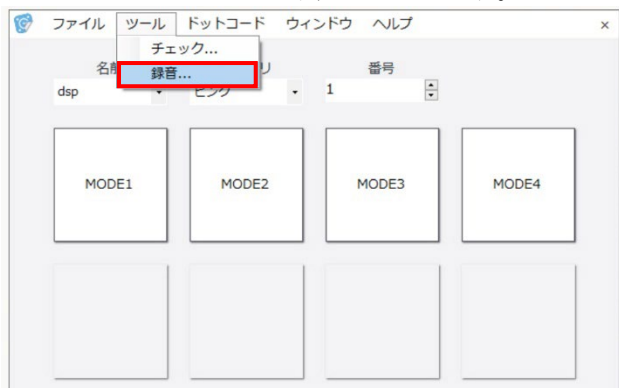 ファイル ツール ドットコード ウィンドウ ヘルプ ×
チェック...
録音...
番号
dsp 1
MODE1 MODE2 MODE3 MODE4